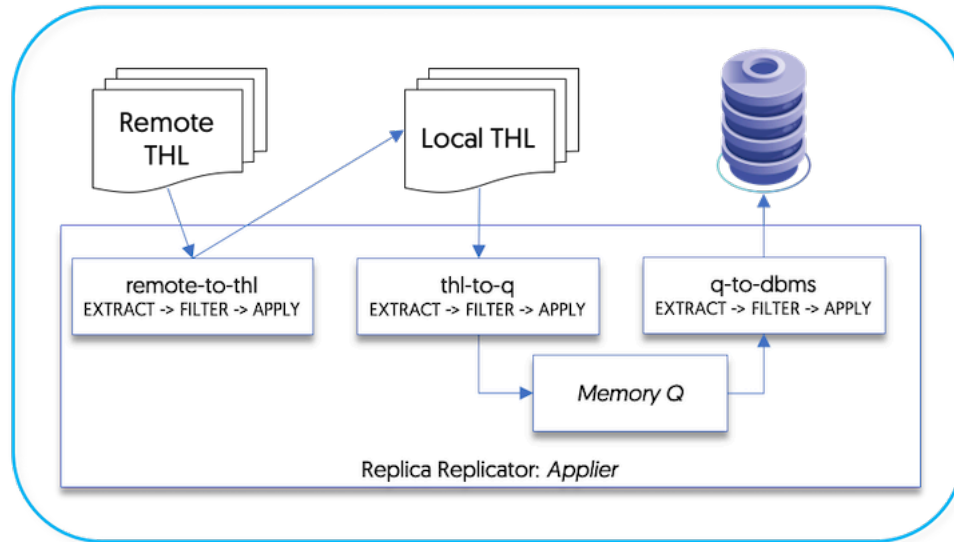 Remote
THL
Local THL
remote-to-thl
EXTRACT -> FILTER -> APPLY
thl-to-q
EXTRACT -> FILTER -> APPLY
q-to-dbms
EXTRACT -> FILTER -> APPLY
Memory Q
Replica Replicator: Applier